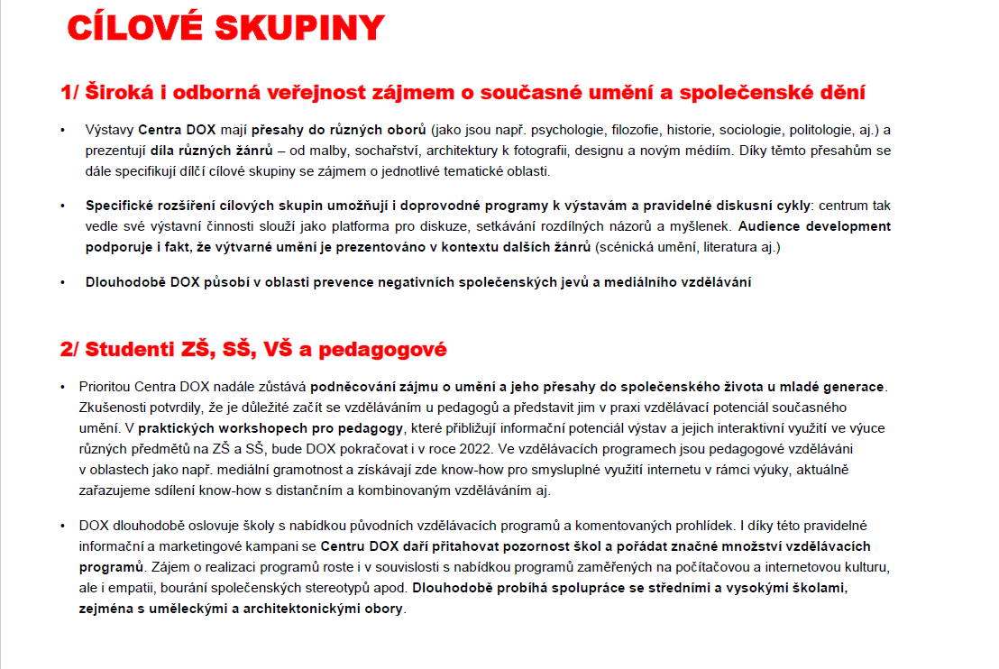 CÍLOVÉ SKUPINY
1/ Široká i odborná veřejnost zájmem o současné umění a společenské dění
• Výstavy Centra DOX mají přesahy do různých oborů (jako jsou např. psychologie, filozofie, historie, sociologie, politologie, aj.) a
prezentují díla různých žánrů – od malby, sochařství, architektury k fotografii, designu a novým médiím. Díky těmto přesahům se
dále specifikují dílčí cílové skupiny se zájmem o jednotlivé tematické oblasti.
• Specifické rozšíření cílových skupin umožňují i doprovodné programy k výstavám a pravidelné diskusní cykly: centrum tak
vedle své výstavní činnosti slouží jako platforma pro diskuze, setkávání rozdílných názorů a myšlenek. Audience development
podporuje i fakt, že výtvarné umění je prezentováno v kontextu dalších žánrů (scénická umění, literatura aj.)
• Dlouhodobě DOX působí v oblasti prevence negativních společenských jevů a mediálního vzdělávání
2/ Studenti ZŠ, SŠ, VŠ a pedagogové
• Prioritou Centra DOX nadále zůstává podněcování zájmu o umění a jeho přesahy do společenského života u mladé generace.
Zkušenosti potvrdily, že je důležité začít se vzděláváním u pedagogů a představit jim v praxi vzdělávací potenciál současného
umění. V praktických workshopech pro pedagogy, které přibližují informační potenciál výstav a jejich interaktivní využití ve výuce
různých předmětů na ZŠ a SŠ, bude DOX pokračovat i v roce 2022. Ve vzdělávacích programech jsou pedagogové vzděláváni
v oblastech jako např. mediální gramotnost a získávají zde know-how pro smysluplné využití internetu v rámci výuky, aktuálně
zařazujeme sdílení know-how s distančním a kombinovaným vzděláváním aj.
• DOX dlouhodobě oslovuje školy s nabídkou původních vzdělávacích programů a komentovaných prohlídek. I díky této pravidelné
informační a marketingové kampani se Centru DOX daří přitahovat pozornost škol a pořádat značné množství vzdělávacích
programů. Zájem o realizaci programů roste i v souvislosti s nabídkou programů zaměřených na počítačovou a internetovou kulturu,
ale i empatii, bourání společenských stereotypů apod. Dlouhodobě probíhá spolupráce se středními a vysokými školami,
zejména s uměleckými a architektonickými obory.